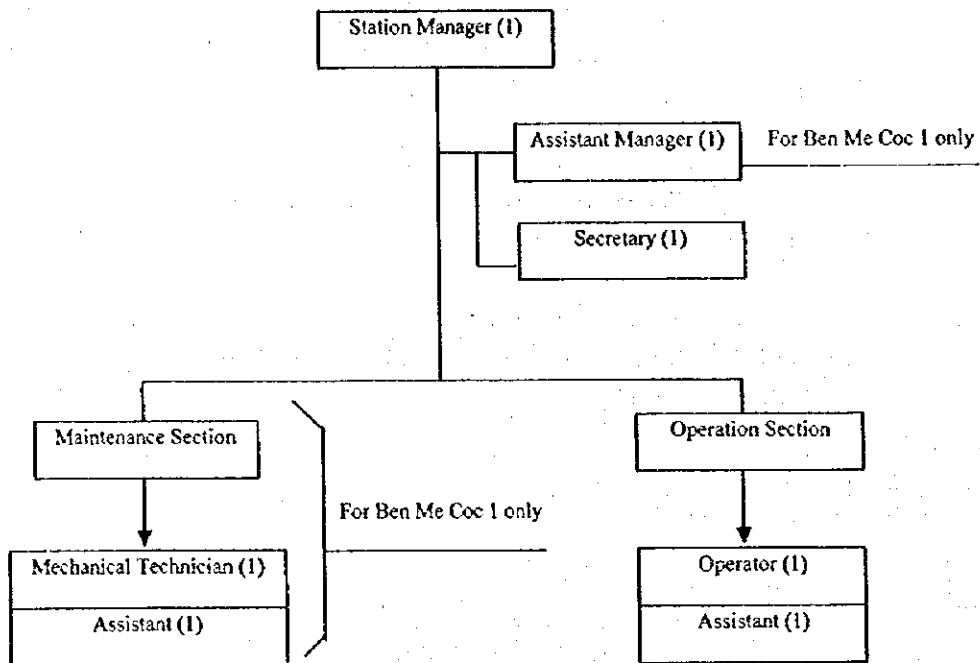 Station Manager (1)
Assistant Manager (1)
For Ben Me Coc 1 only
Secretary (1)
Maintenance Section
Operation Section
For Ben Me Coc 1 only
Mechanical Technician (1)
Assistant (1)
Operator (1)
Assistant (1)